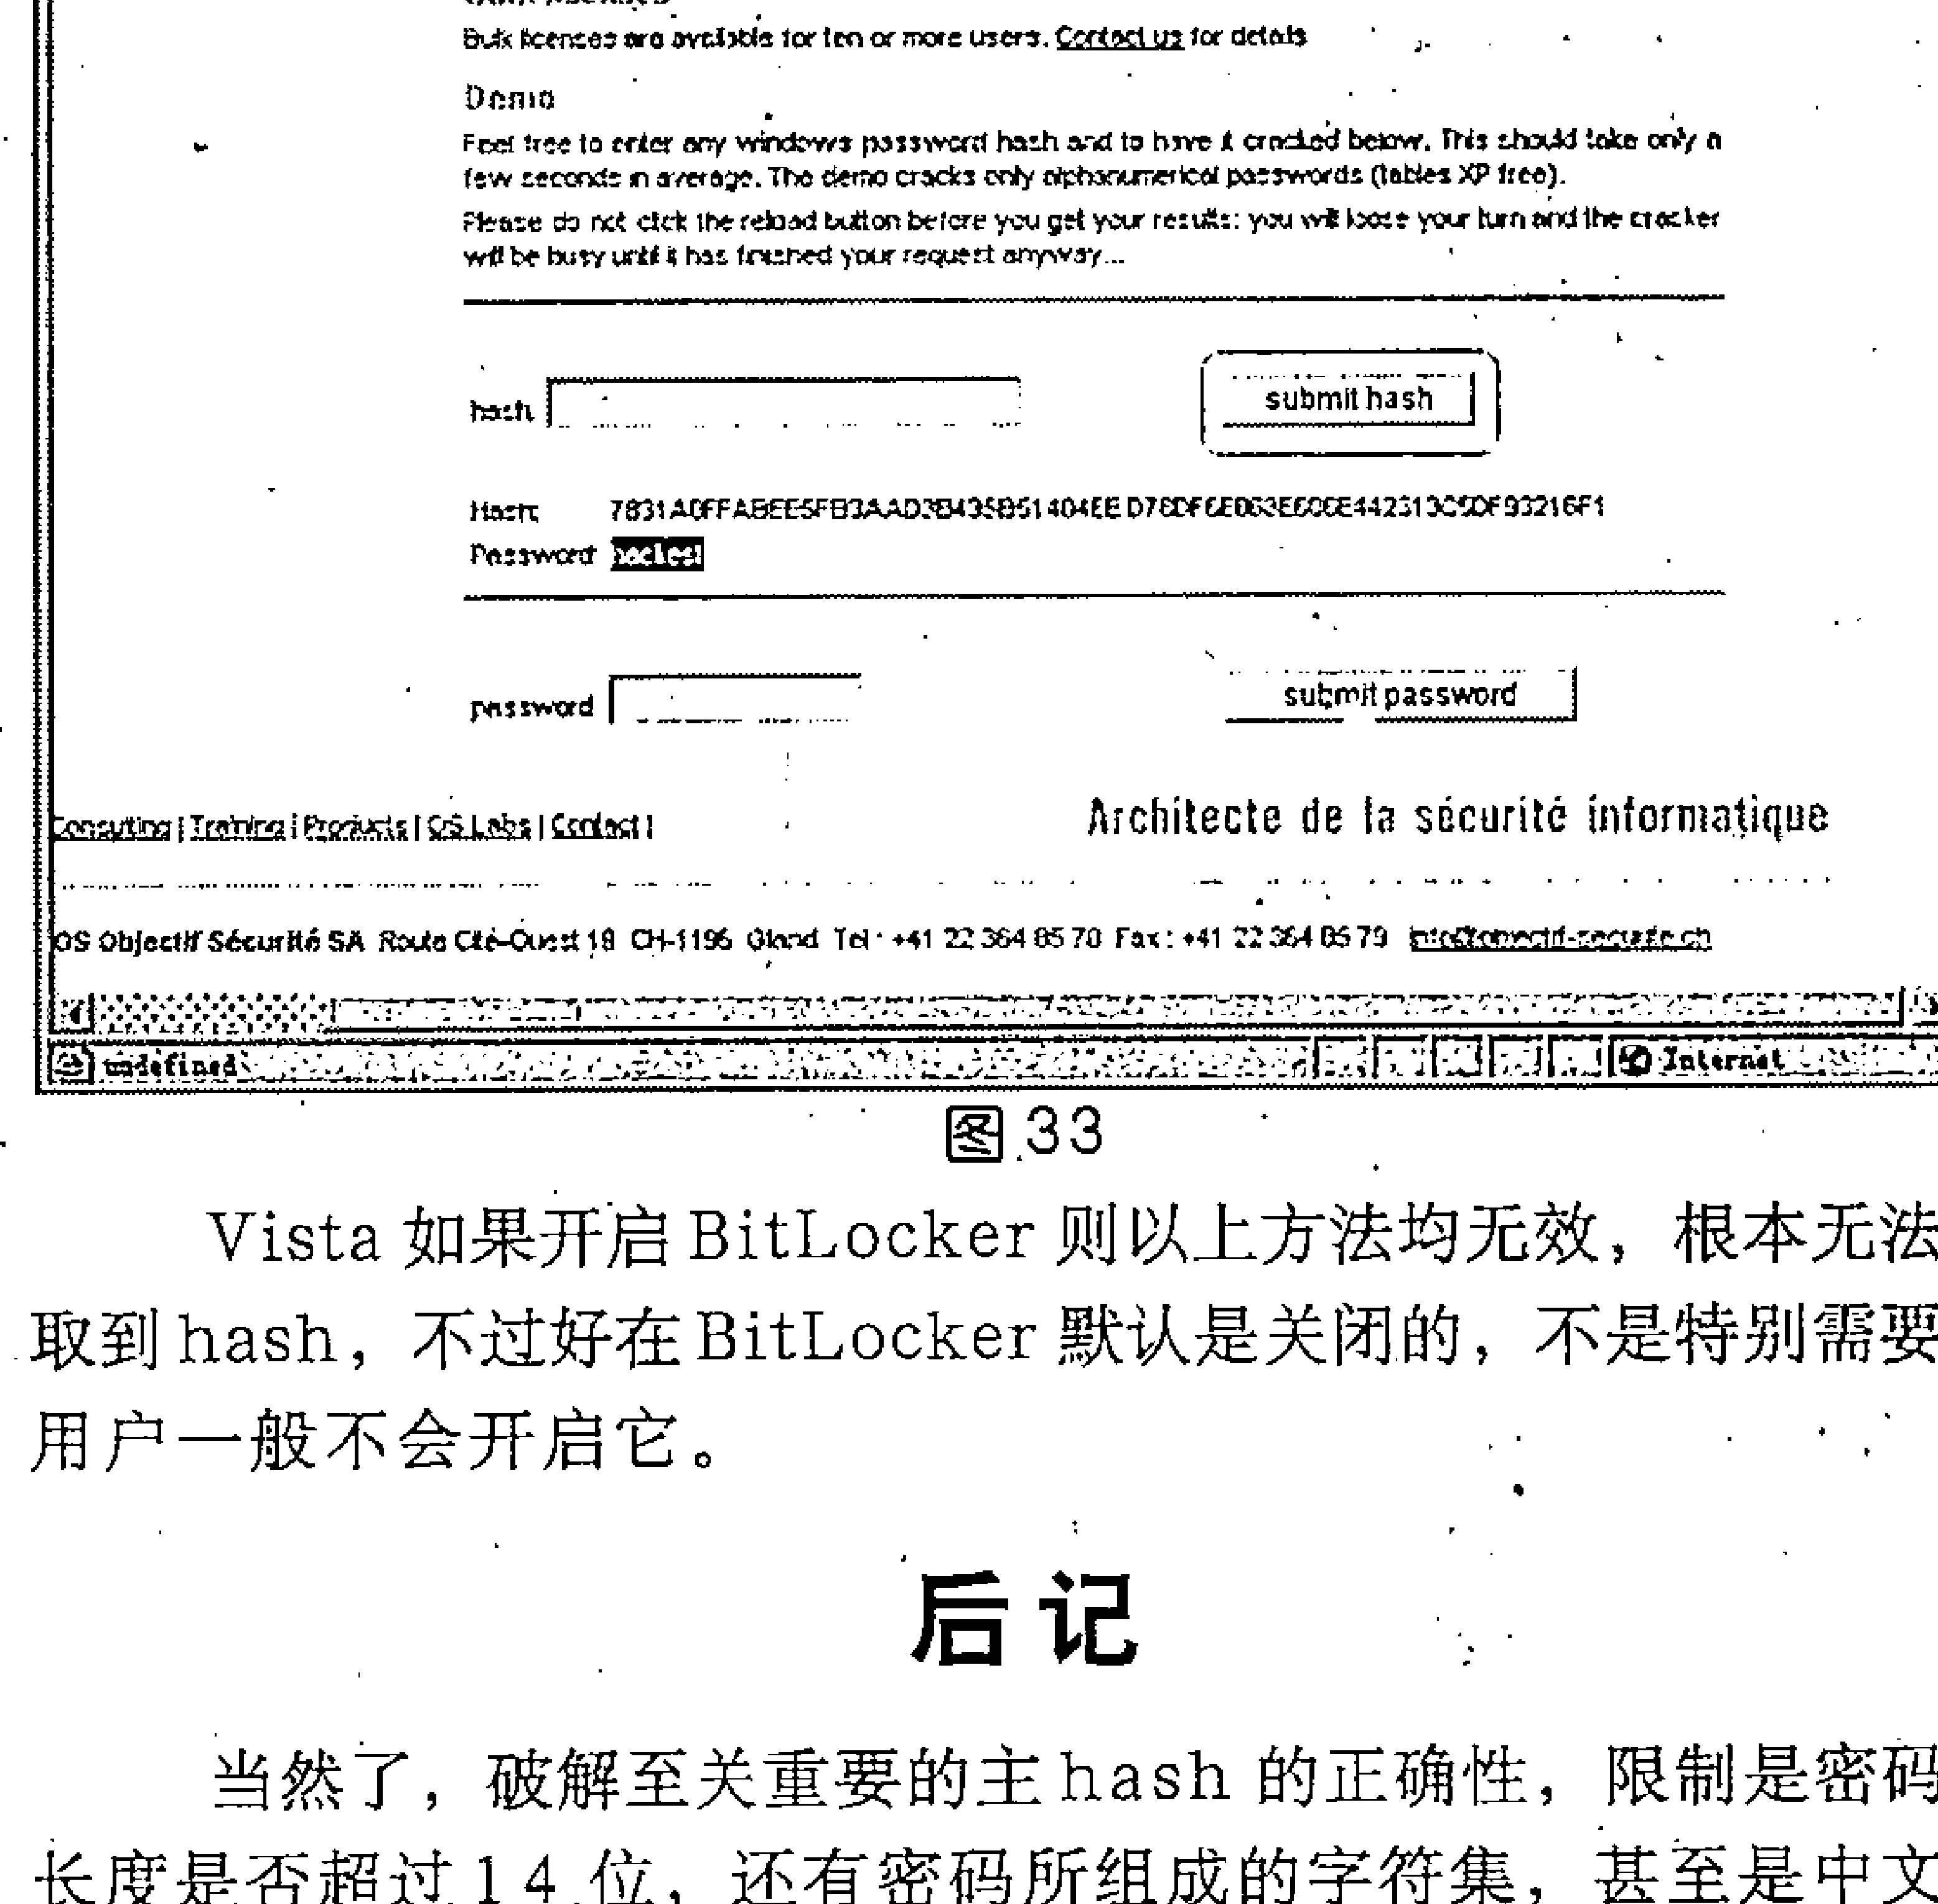 Bulk licences are available for ten or more users. Contact us for details
Demo
Feel free to enter any windows password hash and to have it cracked below. This should take only a
few seconds in average. The demo cracks only alphanumerical passwords (tables XP free).
Please do not click the reload button before you get your results: you will loose your turn and the cracker
will be busy until it has finished your request anyway...
hash submit hash
Hash:
Password
password submit password
Architecte de la sécurité informatique
Consulting | Training | Products | OS Labs | Contact |
OS Objectif Sécurité SA Route Cité-Ouest 19 CH-1196 Gland Tel : +41 22 364 85 70 Fax : +41 22 364 85 79
undefined Internet
图 33
Vista 如果开启 BitLocker 则以上方法均无效，根本无法
取到 hash，不过好在 BitLocker 默认是关闭的，不是特别需要
用户一般不会开启它。
后记
当然了，破解至关重要的主 hash 的正确性，限制是密码
长度是否超过 14 位，还有密码所组成的字符集，甚至是中文